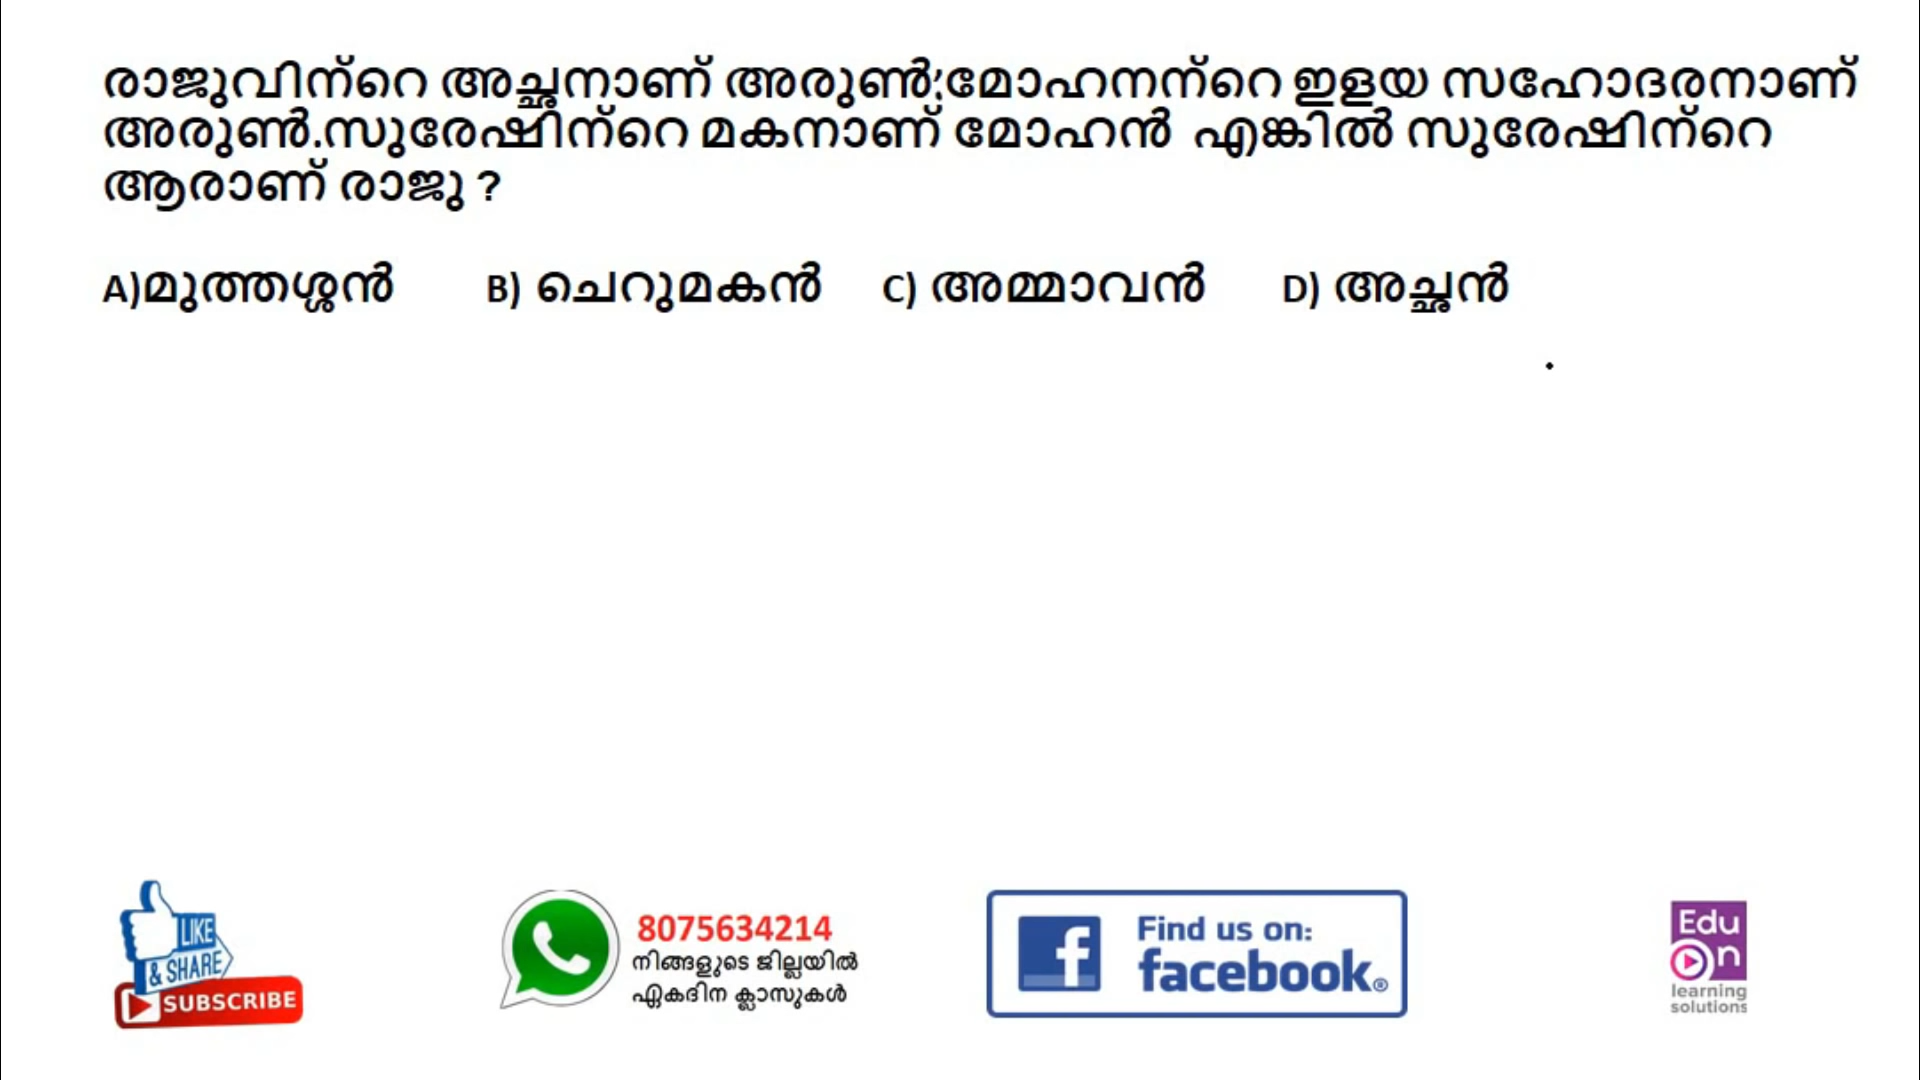 രാജുവിന്റെ അച്ഛനാണ് അരുൺ;മോഹനന്റെ ഇളയ സഹോദരനാണ്
അരുൺ.സുരേഷിന്റെ മകനാണ് മോഹൻ എങ്കിൽ സുരേഷിന്റെ
ആരാണ് രാജു ?
A)മുത്തശ്ശൻ B) ചെറുമകൻ C) അമ്മാവൻ D) അച്ഛൻ
LIKE
& SHARE
SUBSCRIBE
8075634214
നിങ്ങളുടെ ജില്ലയിൽ
ഏകദിന ക്ലാസുകൾ
Find us on:
facebook®
Edu
On
learning
solutions